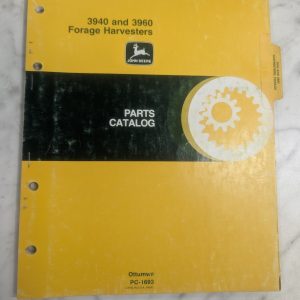 3940 and 3960
Forage Harvesters
JOHN DEERE
PARTS
CATALOG
Ottumwa
PC-1693